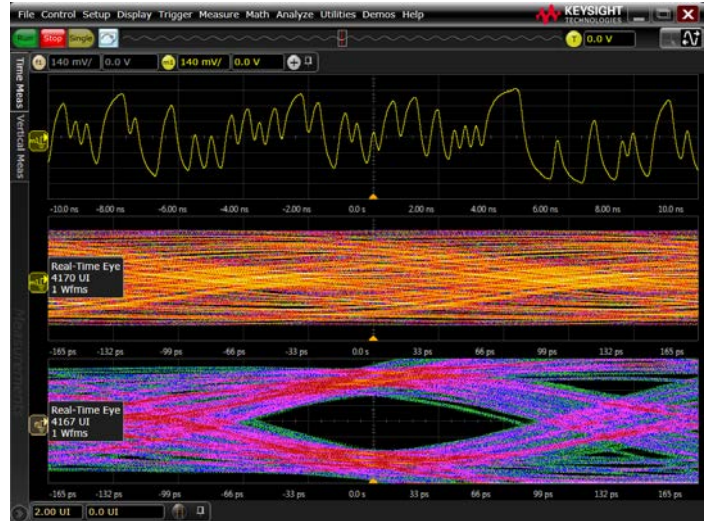 File Control Setup Display Trigger Measure Math Analyze Utilities Demos Help
KEYSIGHT
TECHNOLOGIES
Run Stop Single
T 0.0 V
f1 140 mV/ 0.0 V m1 140 mV/ 0.0 V
Time Meas
Vertical Meas
-10.0 ns -8.00 ns -6.00 ns -4.00 ns -2.00 ns 0.0 s 2.00 ns 4.00 ns 6.00 ns 8.00 ns 10.0 ns
Real-Time Eye
4170 UI
1 Wfms
-165 ps -132 ps -99 ps -66 ps -33 ps 0.0 s 33 ps 66 ps 99 ps 132 ps 165 ps
Measurements
Real-Time Eye
4167 UI
1 Wfms
-165 ps -132 ps -99 ps -66 ps -33 ps 0.0 s 33 ps 66 ps 99 ps 132 ps 165 ps
2.00 UI 0.0 UI